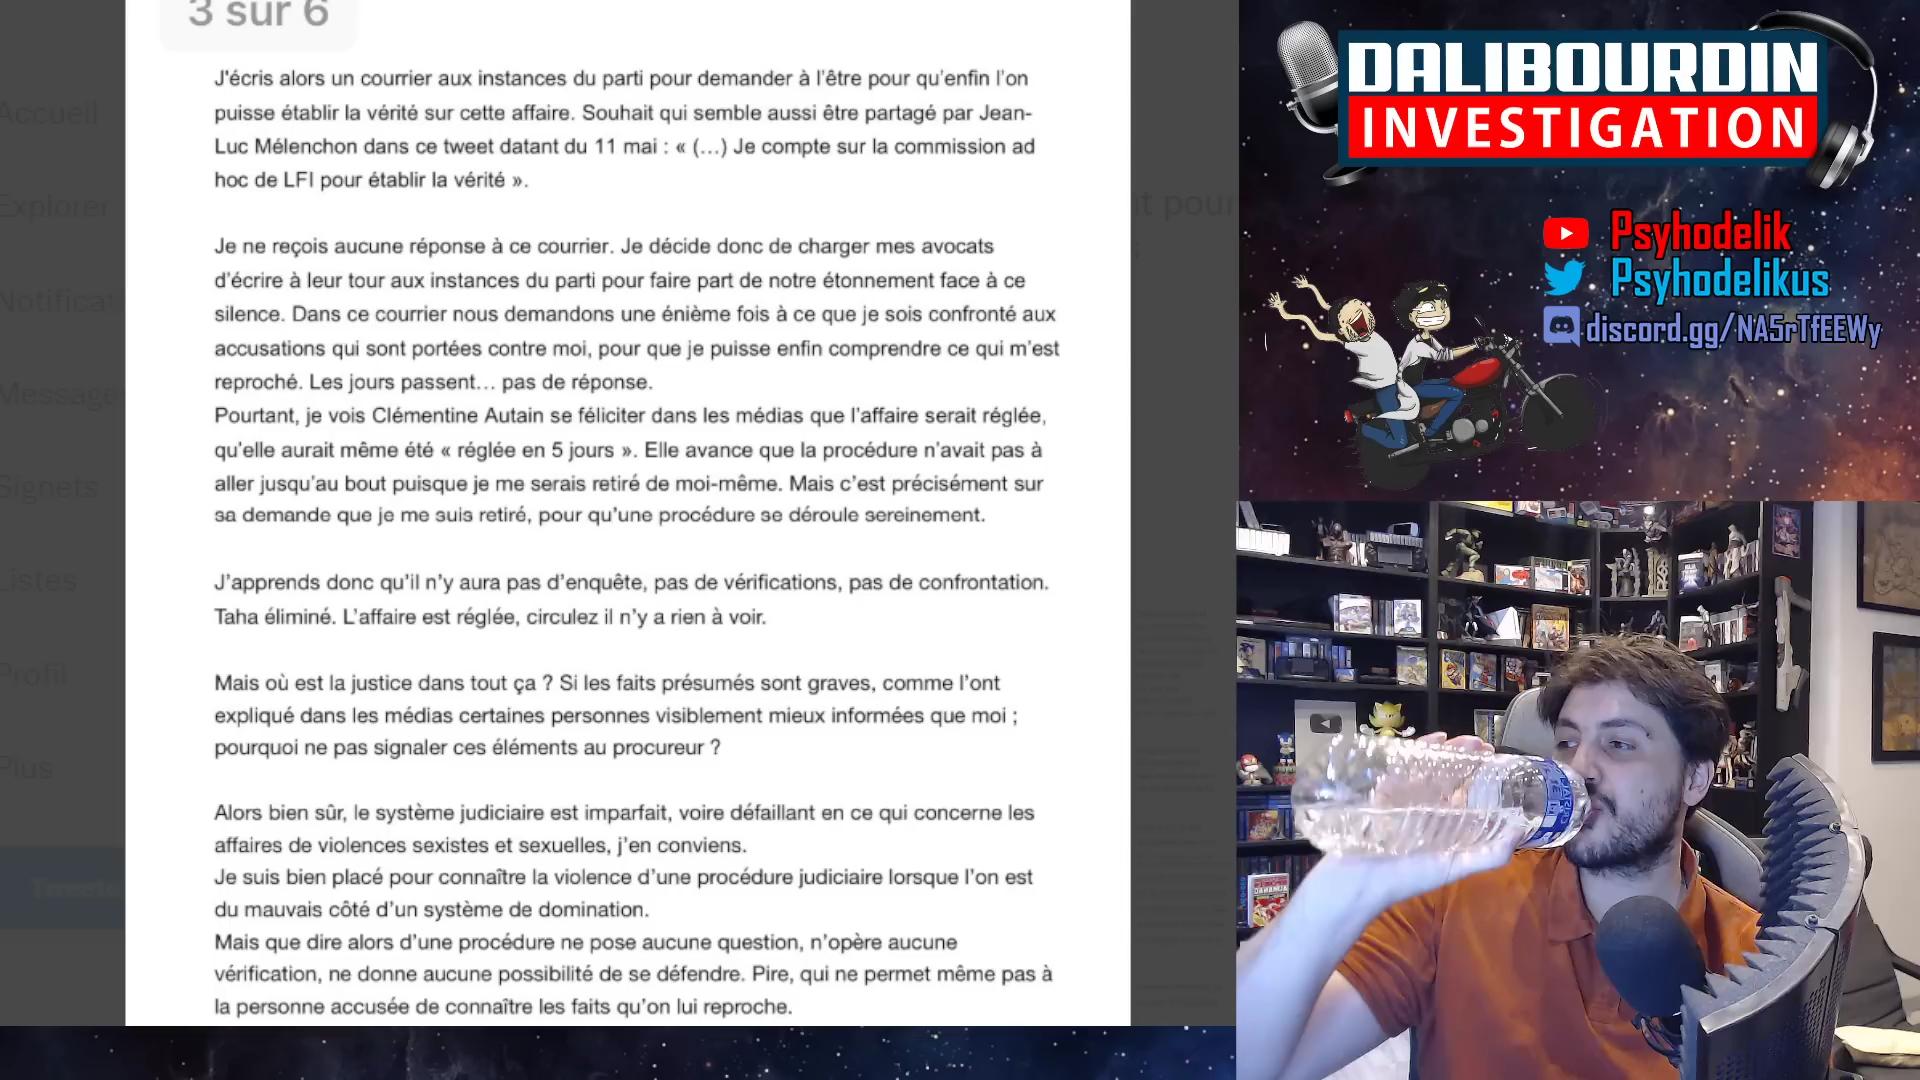 3 sur 6
J'écris alors un courrier aux instances du parti pour demander à l'être pour qu'enfin l'on
puisse établir la vérité sur cette affaire. Souhait qui semble aussi être partagé par Jean-
Luc Mélenchon dans ce tweet datant du 11 mai : « (…) Je compte sur la commission ad
hoc de LFI pour établir la vérité ».
Je ne reçois aucune réponse à ce courrier. Je décide donc de charger mes avocats
d'écrire à leur tour aux instances du parti pour faire part de notre étonnement face à ce
silence. Dans ce courrier nous demandons une énième fois à ce que je sois confronté aux
accusations qui sont portées contre moi, pour que je puisse enfin comprendre ce qui m'est
reproché. Les jours passent… pas de réponse.
Pourtant, je vois Clémentine Autain se féliciter dans les médias que l'affaire serait réglée,
qu'elle aurait même été « réglée en 5 jours ». Elle avance que la procédure n'avait pas à
aller jusqu'au bout puisque je me serais retiré de moi-même. Mais c'est précisément sur
sa demande que je me suis retiré, pour qu'une procédure se déroule sereinement.
J'apprends donc qu'il n'y aura pas d'enquête, pas de vérifications, pas de confrontation.
Taha éliminé. L'affaire est réglée, circulez il n'y a rien à voir.
Mais où est la justice dans tout ça ? Si les faits présumés sont graves, comme l'ont
expliqué dans les médias certaines personnes visiblement mieux informées que moi ;
pourquoi ne pas signaler ces éléments au procureur ?
Alors bien sûr, le système judiciaire est imparfait, voire défaillant en ce qui concerne les
affaires de violences sexistes et sexuelles, j'en conviens.
Je suis bien placé pour connaître la violence d'une procédure judiciaire lorsque l'on est
du mauvais côté d'un système de domination.
Mais que dire alors d'une procédure ne pose aucune question, n'opère aucune
vérification, ne donne aucune possibilité de se défendre. Pire, qui ne permet même pas à
la personne accusée de connaître les faits qu'on lui reproche.
Accueil
Explorer
Notificati
Message
Signets
Listes
Profil
Plus
t pour
DALIBOURDIN
INVESTIGATION
Psyhodelik
Psyhodelikus
discord.gg/NA5rTfEEWy